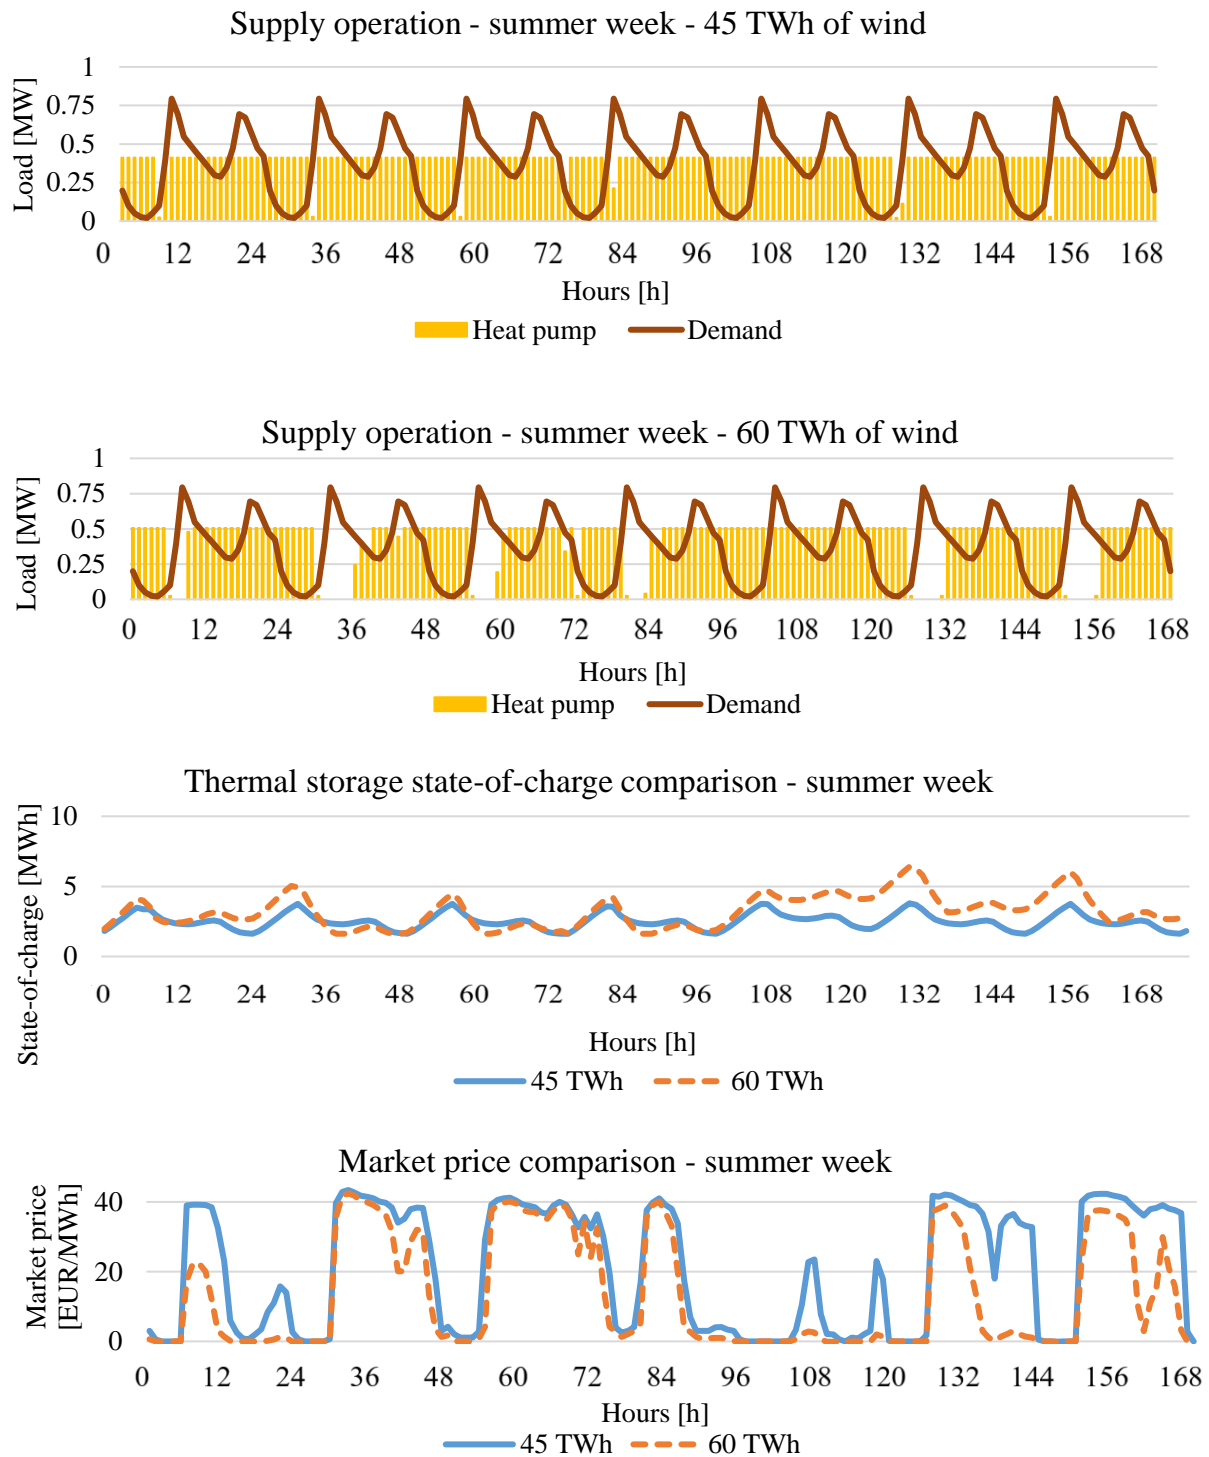 Supply operation - summer week - 45 TWh of wind
1
0.75
0.5
0.25
0
Load [MW]
0 12 24 36 48 60 72 84 96 108 120 132 144 156 168
Hours [h]
Heat pump Demand
Supply operation - summer week - 60 TWh of wind
1
0.75
0.5
0.25
0
Load [MW]
0 12 24 36 48 60 72 84 96 108 120 132 144 156 168
Hours [h]
Heat pump Demand
Thermal storage state-of-charge comparison - summer week
10
5
0
State-of-charge [MWh]
0 12 24 36 48 60 72 84 96 108 120 132 144 156 168
Hours [h]
45 TWh 60 TWh
Market price comparison - summer week
40
20
0
Market price
[EUR/MWh]
0 12 24 36 48 60 72 84 96 108 120 132 144 156 168
Hours [h]
45 TWh 60 TWh